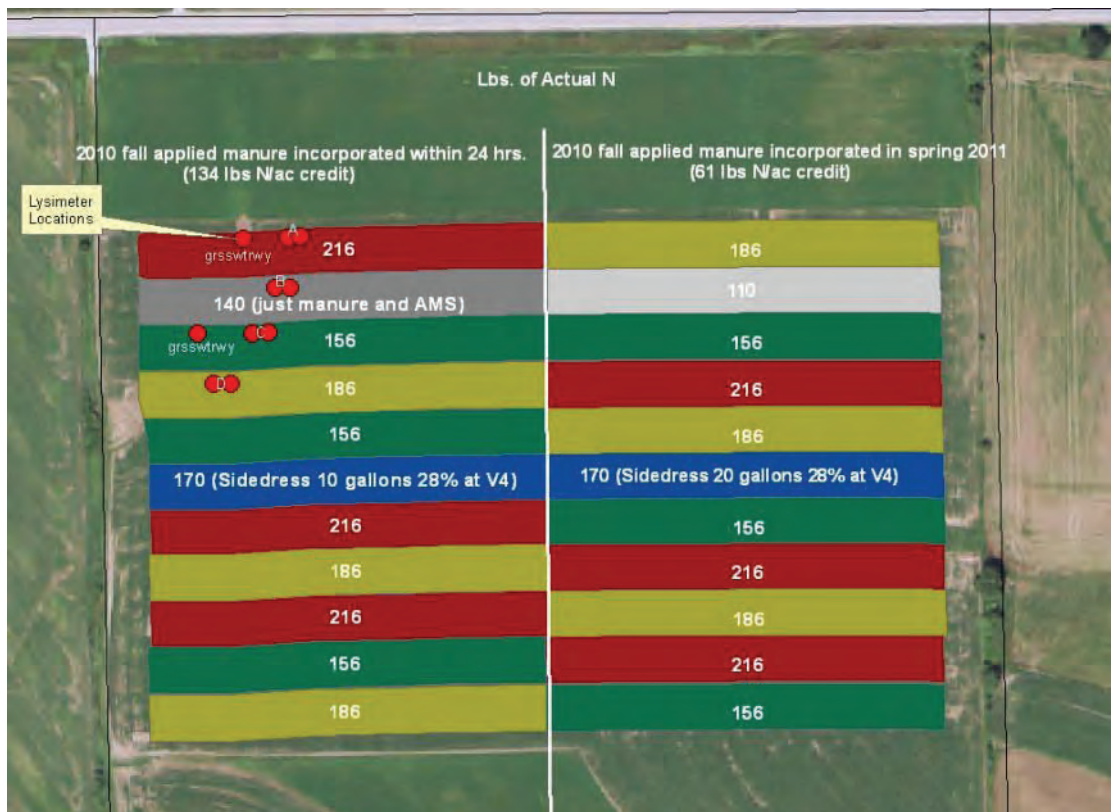 Lbs. of Actual N
2010 fall applied manure incorporated within 24 hrs.
(134 lbs N/ac credit)
2010 fall applied manure incorporated in spring 2011
(61 lbs N/ac credit)
Lysimeter
Locations
A
grsswtrwy
216
186
B
140 (just manure and AMS)
110
C
grsswtrwy
156
156
D
186
216
156
186
170 (Sidedress 10 gallons 28% at V4)
170 (Sidedress 20 gallons 28% at V4)
216
156
186
216
216
186
156
216
186
156